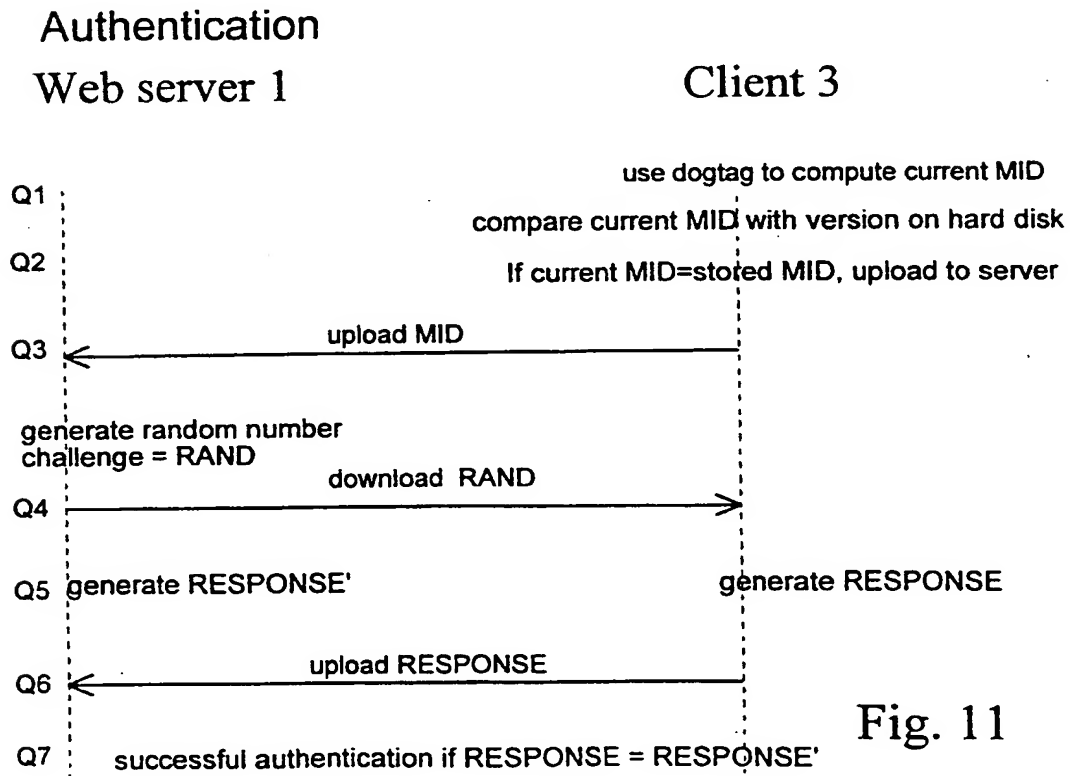 Authentication
Web server 1
Client 3
use dogtag to compute current MID
Q1
compare current MID with version on hard disk
Q2
If current MID=stored MID, upload to server
upload MID
Q3
generate random number
challenge = RAND
download RAND
Q4
Q5
generate RESPONSE'
generate RESPONSE
upload RESPONSE
Q6
Fig. 11
Q7
successful authentication if RESPONSE = RESPONSE'